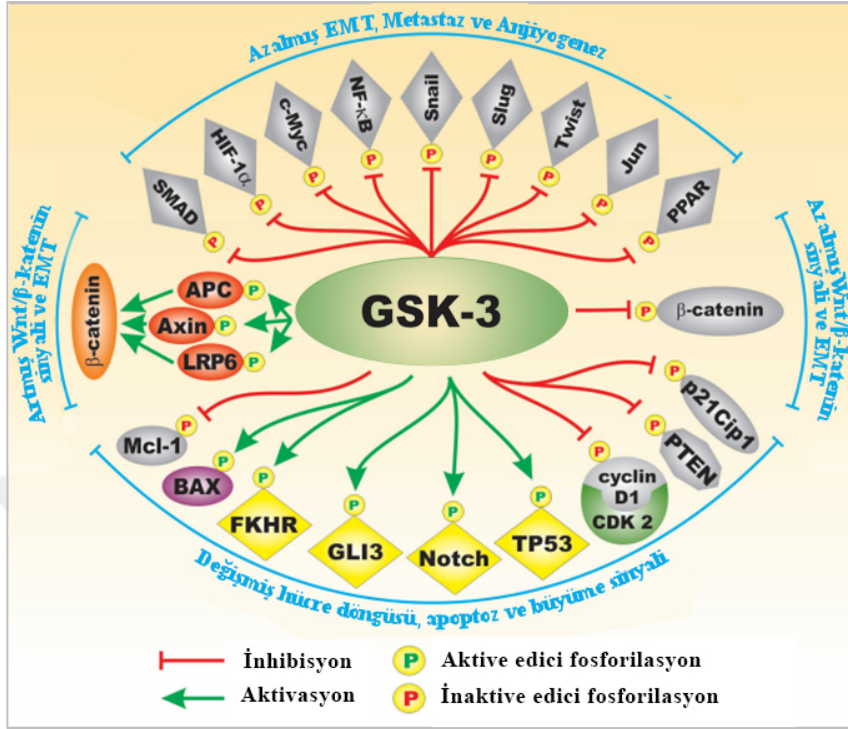 Azalmış EMT, Metastaz ve Anjiyogenez
SMAD
HIF-1α
c-Myc
NF-κB
Snail
Slug
Twist
Jun
PPAR
P
P
P
P
P
P
P
P
P
Artmış Wnt/β-katenin
sinyali ve EMT
β-catenin
APC P
Axin P
LRP6 P
GSK-3
P β-catenin
Azalmış Wnt/β-katenin
sinyali ve EMT
Mcl-1 P
BAX P
P
FKHR
P
GLI3
P
Notch
P
TP53
P
cyclin
D1
CDK 2
P
PTEN
P
p21Cip1
Değişmiş hücre döngüsü, apoptoz ve büyüme sinyali
İnhibisyon
P Aktive edici fosforilasyon
Aktivasyon
P İnaktive edici fosforilasyon